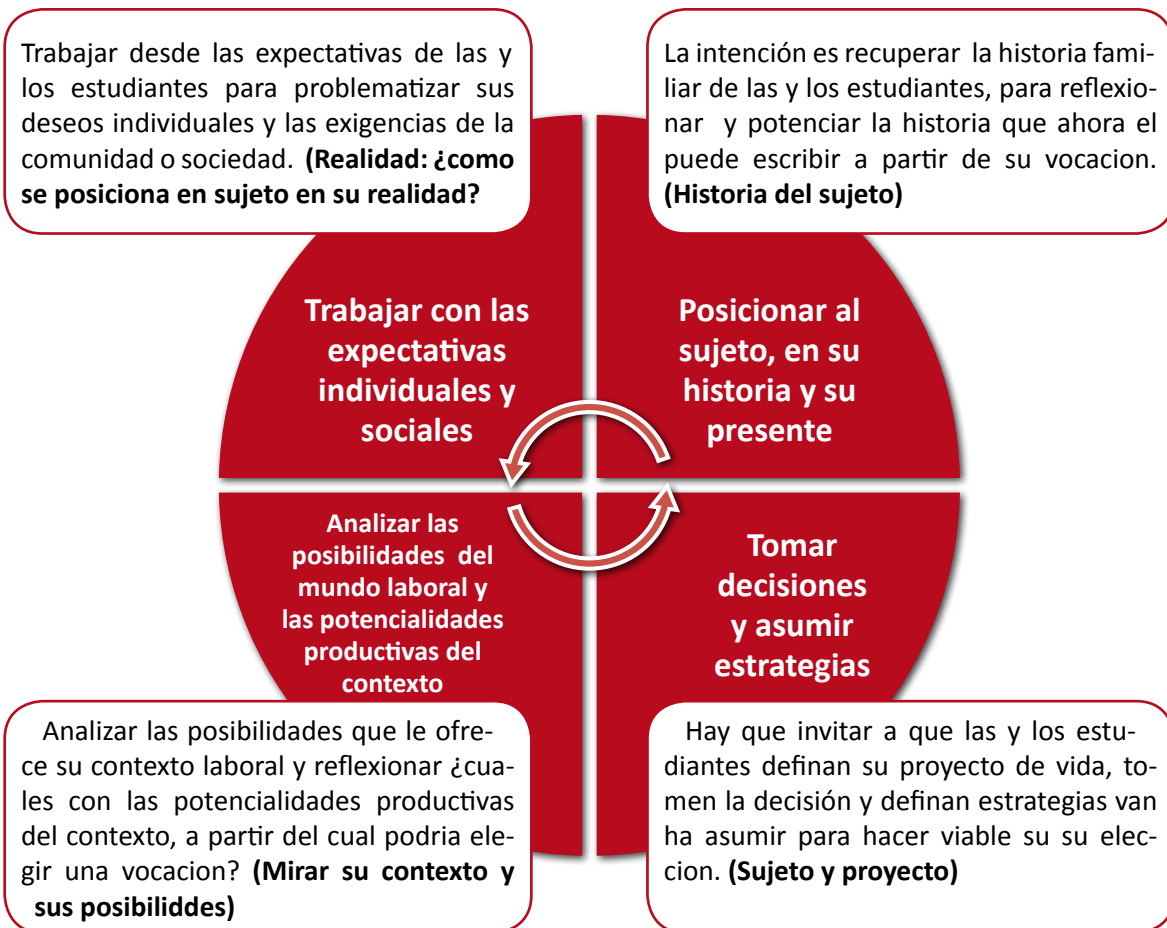 Trabajar desde las expectativas de las y
los estudiantes para problematizar sus
deseos individuales y las exigencias de la
comunidad o sociedad. (Realidad: ¿como
se posiciona en sujeto en su realidad?
La intención es recuperar la historia fami-
liar de las y los estudiantes, para reflexio-
nar y potenciar la historia que ahora el
puede escribir a partir de su vocacion.
(Historia del sujeto)
Trabajar con las
expectativas
individuales y
sociales
Posicionar al
sujeto, en su
historia y su
presente
Analizar las
posibilidades del
mundo laboral y
las potencialidades
productivas del
contexto
Tomar
decisiones
y asumir
estrategias
Analizar las posibilidades que le ofre-
ce su contexto laboral y reflexionar ¿cua-
les con las potencialidades productivas
del contexto, a partir del cual podria ele-
gir una vocacion? (Mirar su contexto y
sus posibiliddes)
Hay que invitar a que las y los estu-
diantes definan su proyecto de vida, to-
men la decisión y definan estrategias van
ha asumir para hacer viable su su elec-
cion. (Sujeto y proyecto)